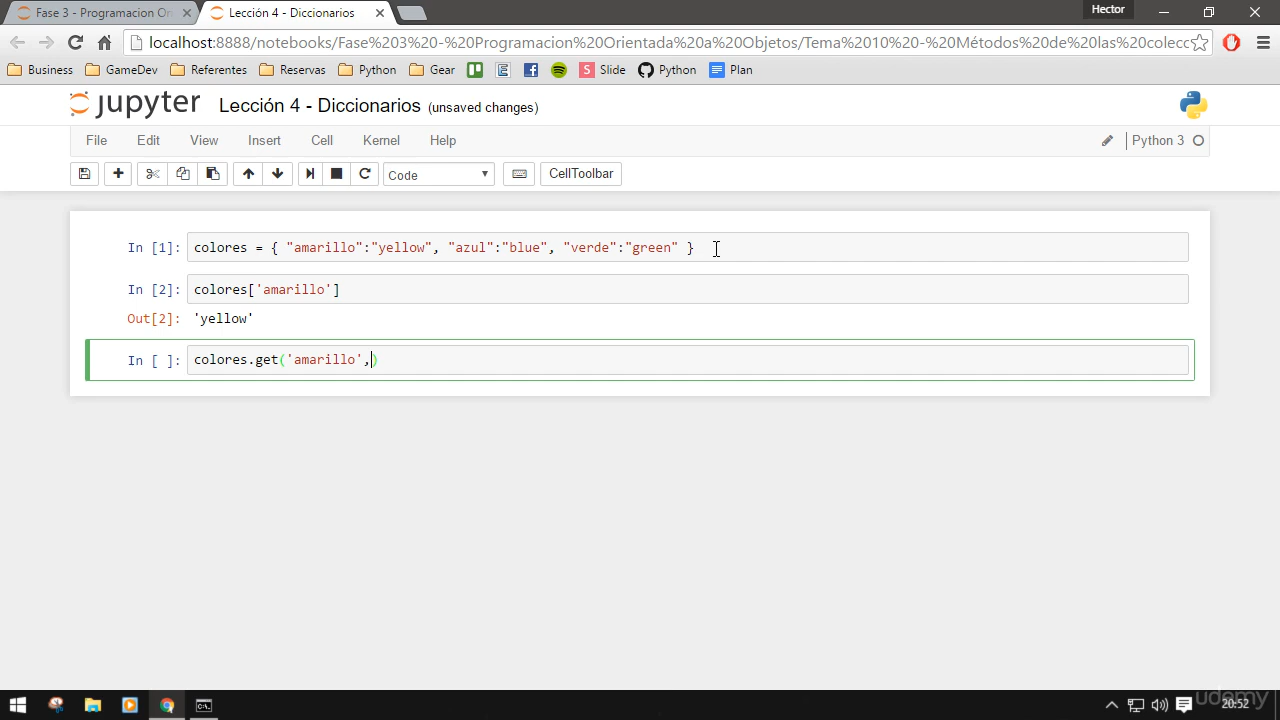 Fase 3 - Programacion On
Lección 4 - Diccionarios
Hector
localhost:8888/notebooks/Fase%203%20-%20Programacion%20Orientada%20a%20Objetos/Tema%2010%20-%20Métodos%20de%20las%20colecc
Business GameDev Referentes Reservas Python Gear Slide Python Plan
jupyter Lección 4 - Diccionarios (unsaved changes)
File Edit View Insert Cell Kernel Help Python 3
Code CellToolbar
In [1]: colores = { "amarillo":"yellow", "azul":"blue", "verde":"green" }
In [2]: colores['amarillo']
Out[2]: 'yellow'
In [ ]: colores.get('amarillo',)
udemy
20:52